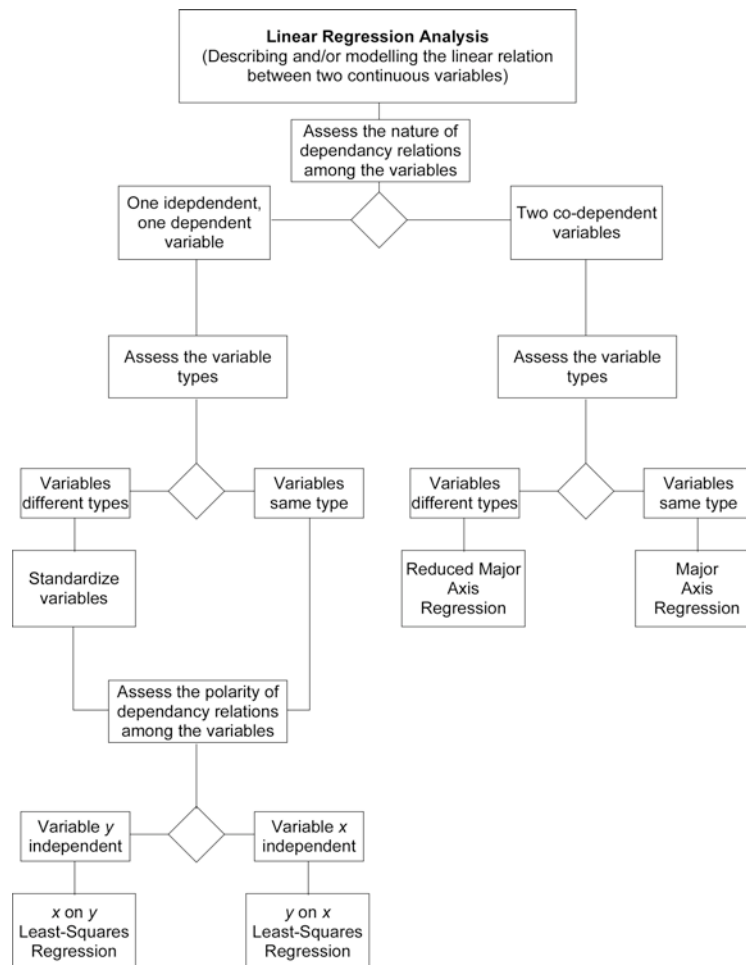 Linear Regression Analysis
(Describing and/or modelling the linear relation
between two continuous variables)
Assess the nature of
dependancy relations
among the variables
One idepdendent,
one dependent
variable
Two co-dependent
variables
Assess the variable
types
Assess the variable
types
Variables
different types
Variables
same type
Variables
different types
Variables
same type
Standardize
variables
Reduced Major
Axis
Regression
Major
Axis
Regression
Assess the polarity of
dependancy relations
among the variables
Variable y
independent
Variable x
independent
x on y
Least-Squares
Regression
y on x
Least-Squares
Regression